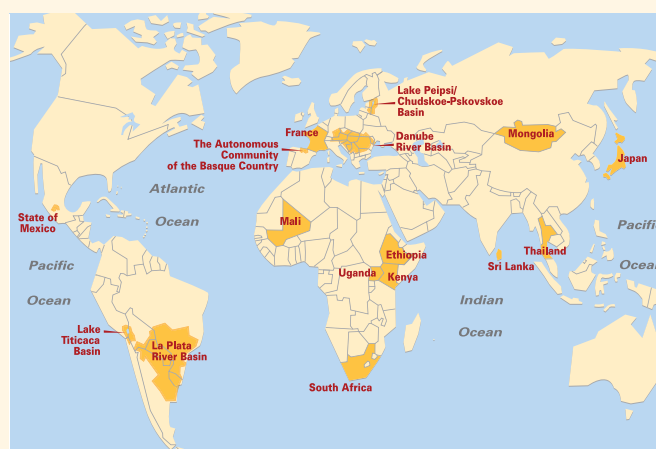 Lake Peipsi/
Chudskoe-Pskovskoe
Basin
France
Danube
River Basin
Mongolia
The Autonomous
Community
of the Basque Country
Japan
Atlantic
Ocean
State of
Mexico
Mali
Ethiopia
Thailand
Sri Lanka
Uganda
Kenya
Pacific
Ocean
Pacific
Ocean
Indian
Ocean
Lake
Titicaca
Basin
La Plata
River Basin
South Africa